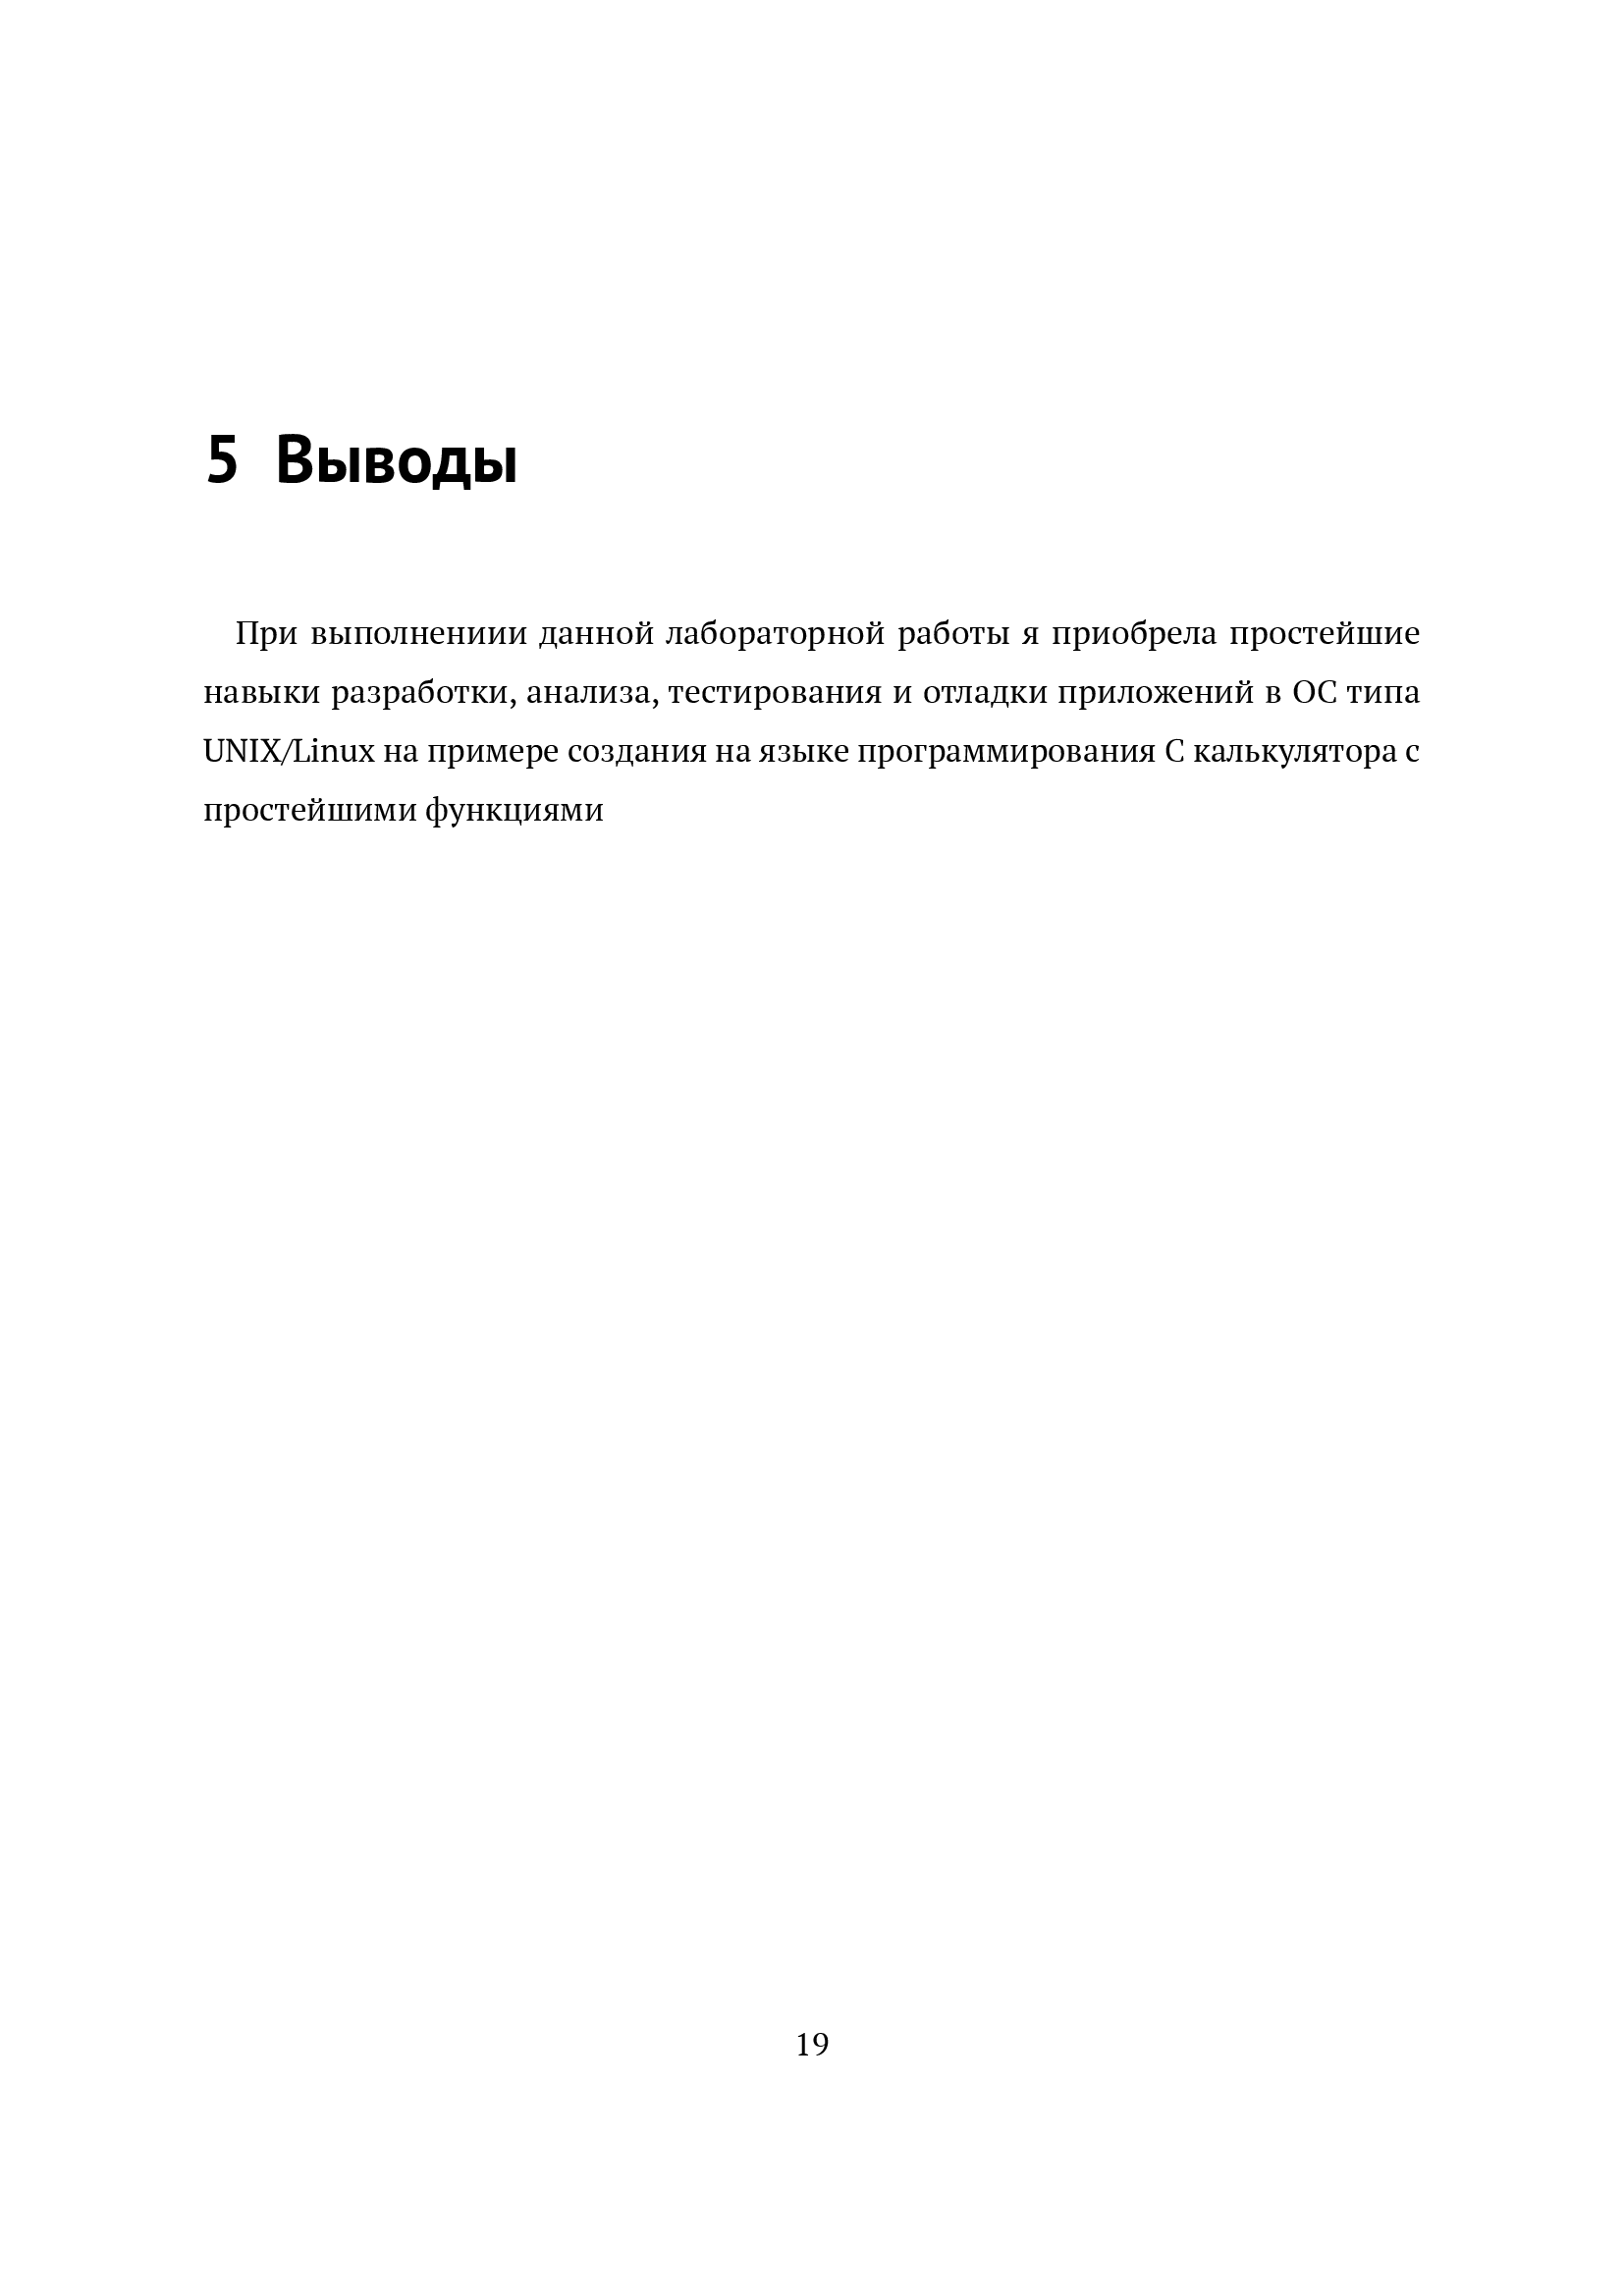 5 Выводы
При выполнениии данной лабораторной работы я приобрела простейшие
навыки разработки, анализа, тестирования и отладки приложений в ОС типа
UNIX/Linux на примере создания на языке программирования С калькулятора с
простейшими функциями
19